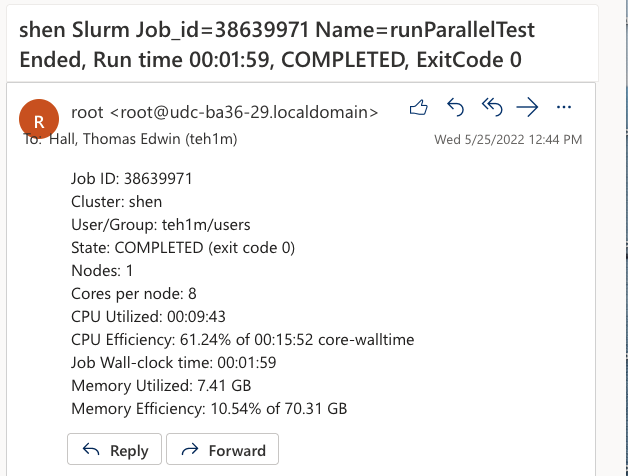 shen Slurm Job_id=38639971 Name=runParallelTest
Ended, Run time 00:01:59, COMPLETED, ExitCode 0
R
root <root@udc-ba36-29.localdomain>
To: Hall, Thomas Edwin (teh1m)
Wed 5/25/2022 12:44 PM
Job ID: 38639971
Cluster: shen
User/Group: teh1m/users
State: COMPLETED (exit code 0)
Nodes: 1
Cores per node: 8
CPU Utilized: 00:09:43
CPU Efficiency: 61.24% of 00:15:52 core-walltime
Job Wall-clock time: 00:01:59
Memory Utilized: 7.41 GB
Memory Efficiency: 10.54% of 70.31 GB
Reply
Forward